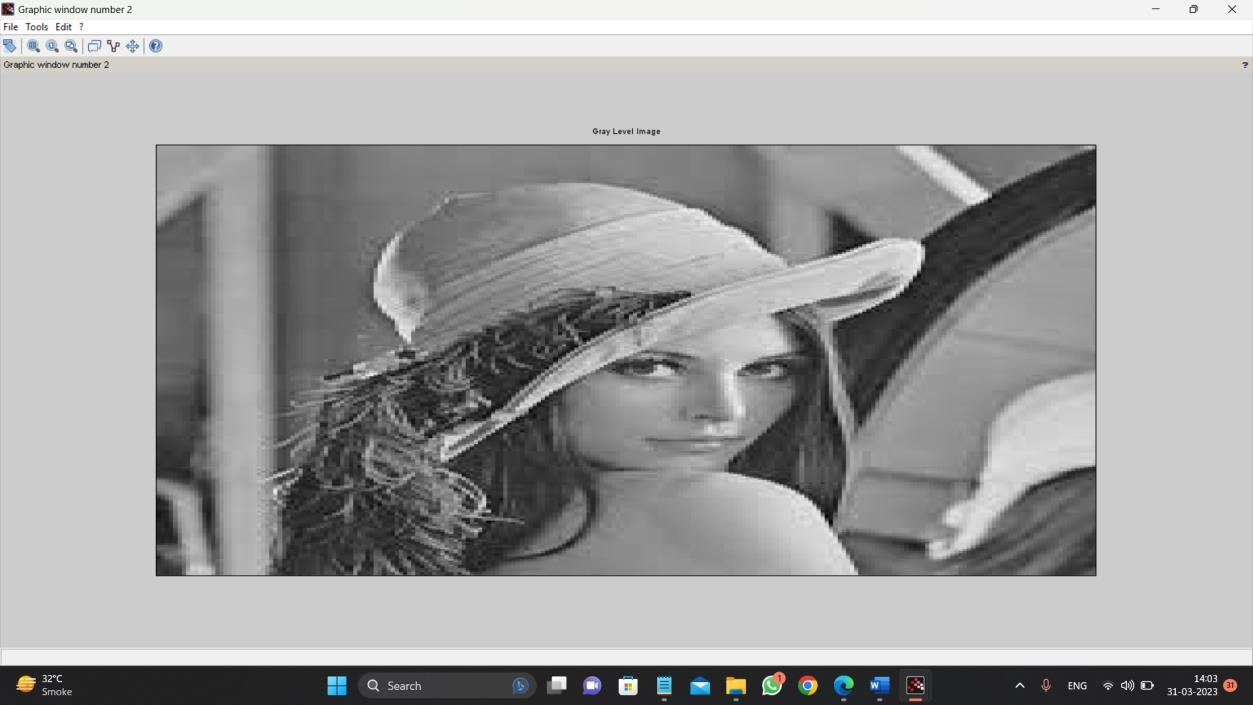 Graphic window number 2
File Tools Edit ?
Graphic window number 2 ?
Gray Level Image
32°C
Smoke
Search
1
W
ENG
14:03
31-03-2023
31